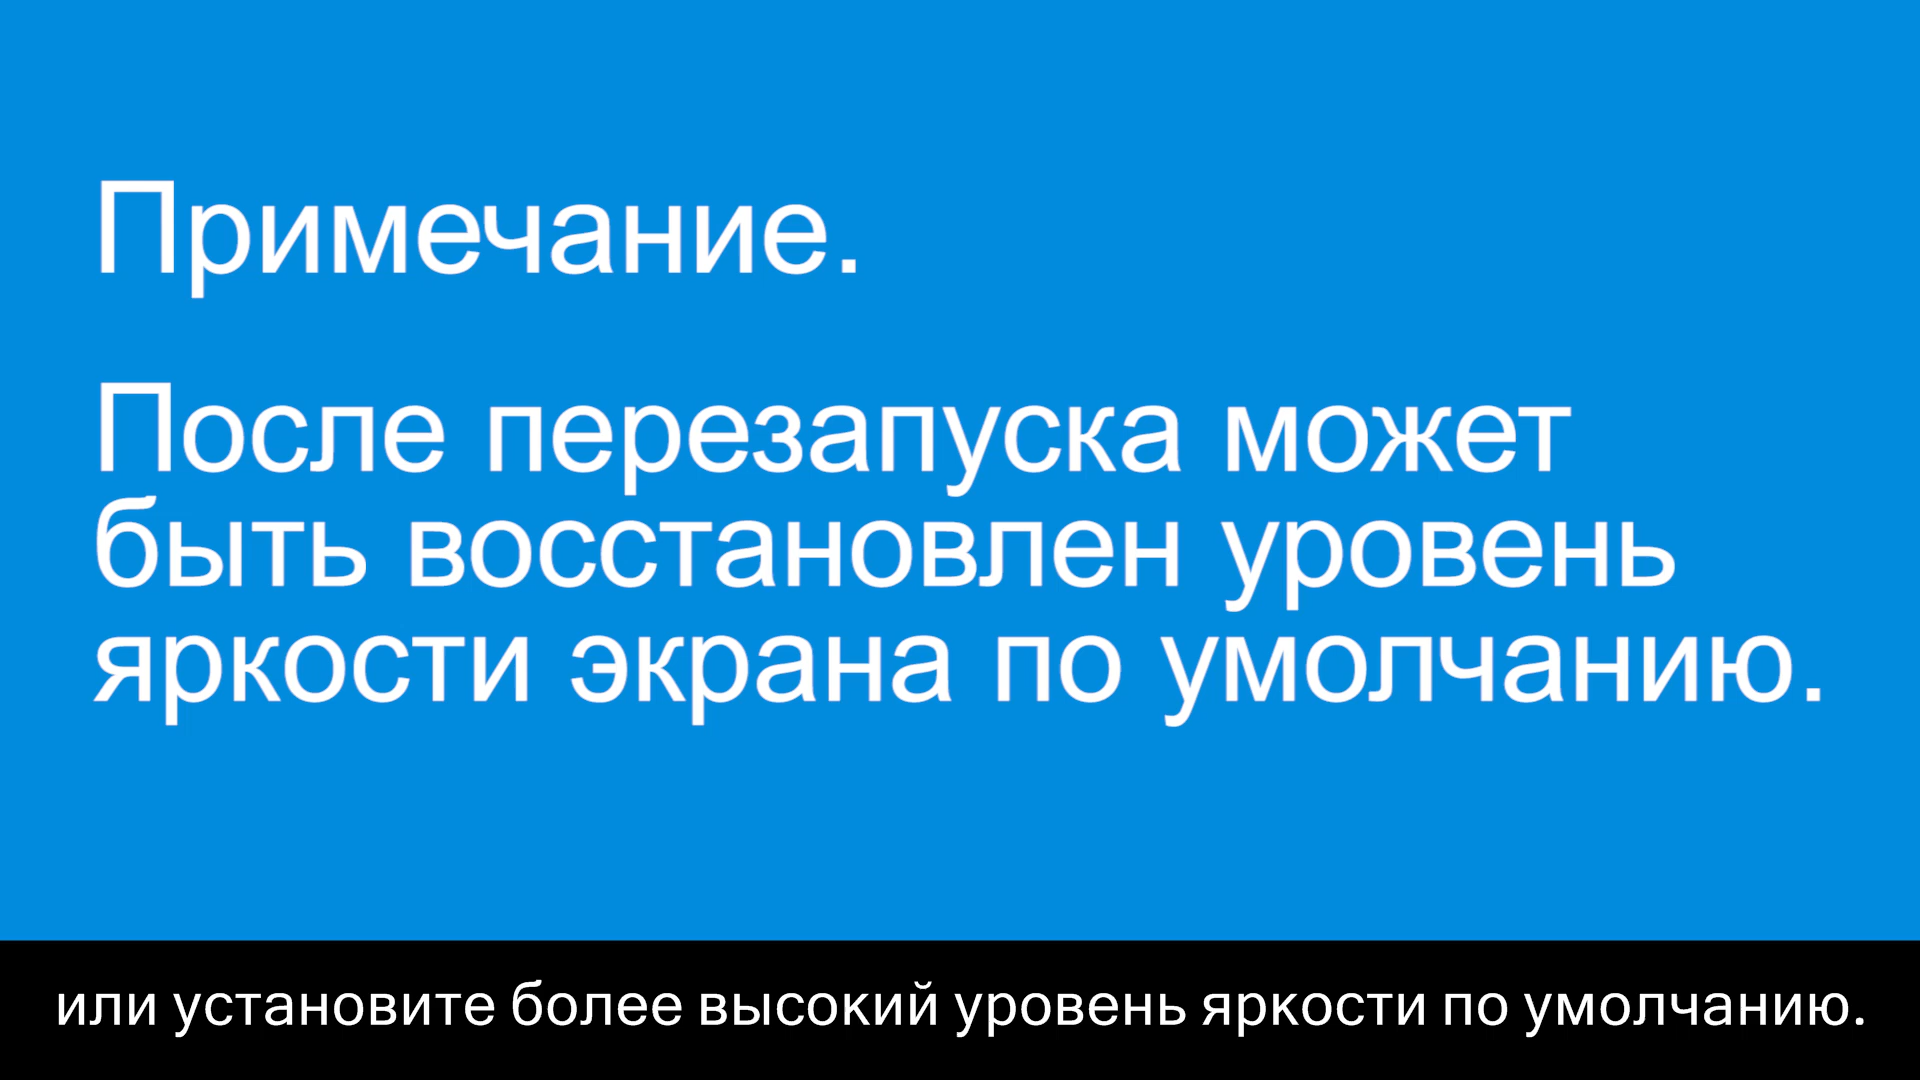 Примечание.
После перезапуска может
быть восстановлен уровень
яркости экрана по умолчанию.
или установите более высокий уровень яркости по умолчанию.